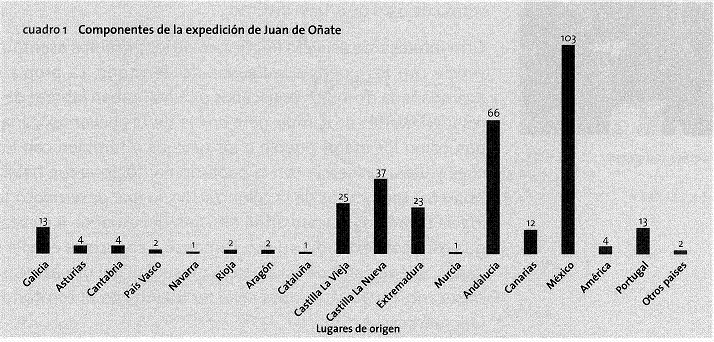 cuadro 1 Componentes de la expedición de Juan de Oñate
13 4 4 2 1 2 2 1 25 37 23 1 66 12 103 4 13 2
Galicia
Asturias
Cantabria
País Vasco
Navarra
Rioja
Aragón
Cataluña
Castilla La Vieja
Castilla La Nueva
Extremadura
Murcia
Andalucía
Canarias
México
América
Portugal
Otros países
Lugares de origen